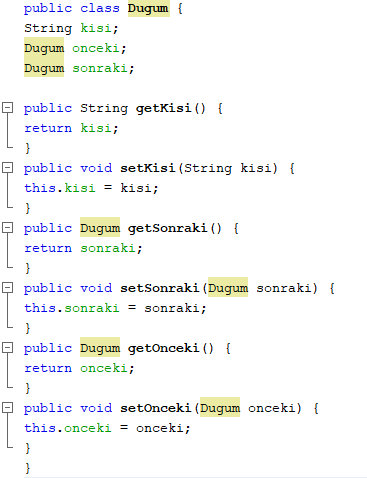 public class Dugum {
String kisi;
Dugum onceki;
Dugum sonraki;
public String getKisi() {
return kisi;
}
public void setKisi(String kisi) {
this.kisi = kisi;
}
public Dugum getSonraki() {
return sonraki;
}
public void setSonraki(Dugum sonraki) {
this.sonraki = sonraki;
}
public Dugum getOnceki() {
return onceki;
}
public void setOnceki(Dugum onceki) {
this.onceki = onceki;
}
}